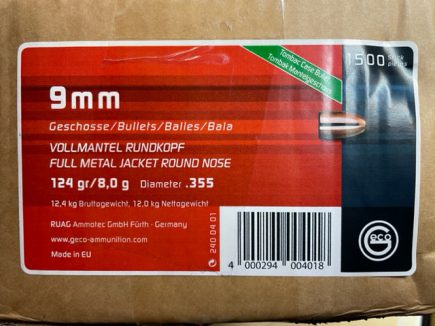 Tombac Case Bullet
Tombak Mantelgeschoss
1500 Stück
pieces
9mm
Geschosse/Bullets/Balles/Bala
VOLLMANTEL RUNDKOPF
FULL METAL JACKET ROUND NOSE
124 gr/8,0 g Diameter .355
12,4 kg Bruttogewicht, 12,0 kg Nettogewicht
RUAG Ammotec GmbH Fürth · Germany
www.geco-ammunition.com
Made in EU
240 04 01
4 000294 004018
Geco